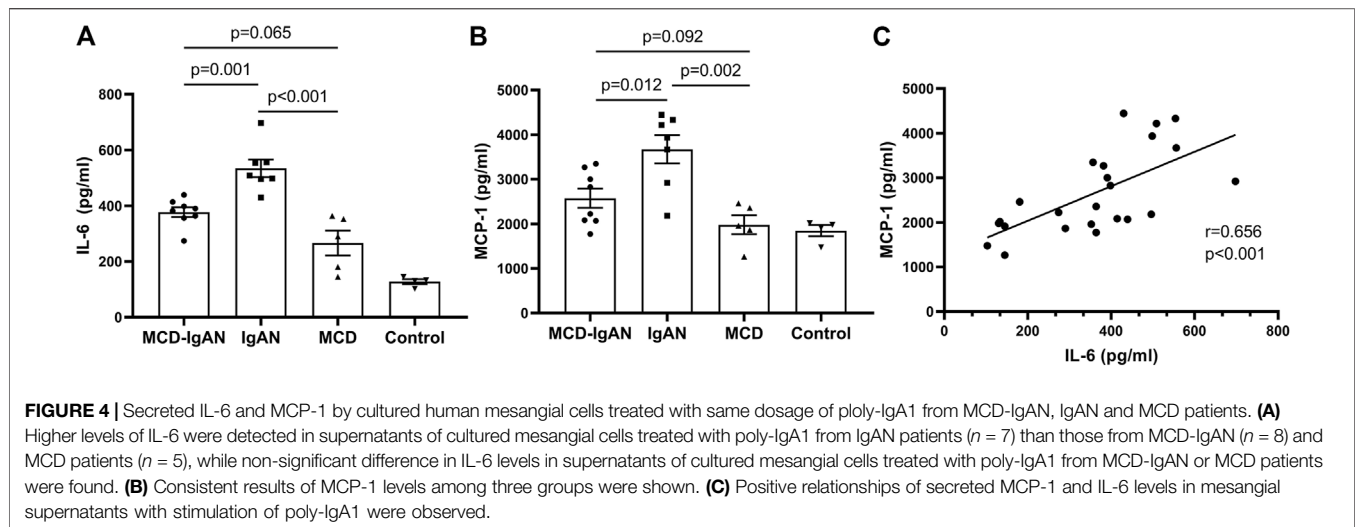 A
p=0.065
p=0.001
p<0.001
IL-6 (pg/ml)
800
600
400
200
0
MCD-IgAN IgAN MCD Control
B
p=0.092
p=0.012 p=0.002
MCP-1 (pg/ml)
5000
4000
3000
2000
1000
0
MCD-IgAN IgAN MCD Control
C
MCP-1 (pg/ml)
5000
4000
3000
2000
1000
0
r=0.656
p<0.001
0 200 400 600 800
IL-6 (pg/ml)
FIGURE 4 | Secreted IL-6 and MCP-1 by cultured human mesangial cells treated with same dosage of ploly-IgA1 from MCD-IgAN, IgAN and MCD patients. (A)
Higher levels of IL-6 were detected in supernatants of cultured mesangial cells treated with poly-IgA1 from IgAN patients (n = 7) than those from MCD-IgAN (n = 8) and
MCD patients (n = 5), while non-significant difference in IL-6 levels in supernatants of cultured mesangial cells treated with poly-IgA1 from MCD-IgAN or MCD patients
were found. (B) Consistent results of MCP-1 levels among three groups were shown. (C) Positive relationships of secreted MCP-1 and IL-6 levels in mesangial
supernatants with stimulation of poly-IgA1 were observed.